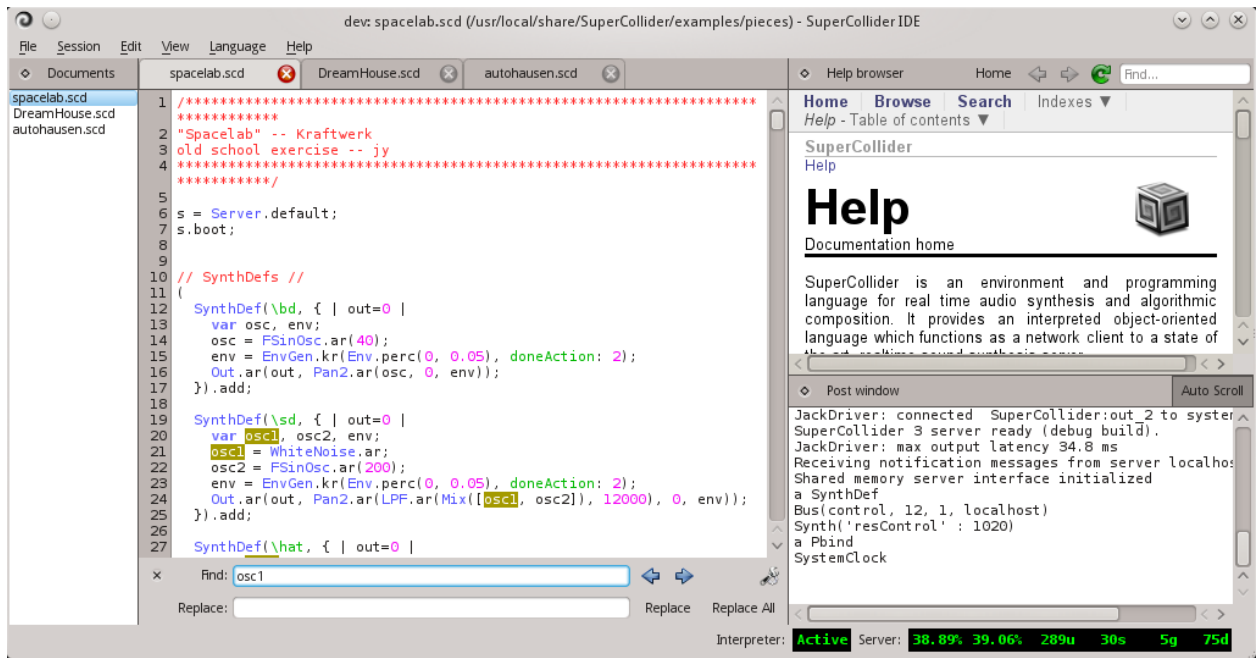 dev: spacelab.scd (/usr/local/share/SuperCollider/examples/pieces) - SuperCollider IDE
File Session Edit View Language Help
Documents
spacelab.scd
DreamHouse.scd
autohausen.scd
spacelab.scd DreamHouse.scd autohausen.scd
1 /********************************************************************
************
2 "Spacelab" -- Kraftwerk
3 old school exercise -- jy
4 ********************************************************************
***********/
5
6 s = Server.default;
7 s.boot;
8
9
10 // SynthDefs //
11 (
12 SynthDef(\bd, { | out=0 |
13 var osc, env;
14 osc = FSinOsc.ar(40);
15 env = EnvGen.kr(Env.perc(0, 0.05), doneAction: 2);
16 Out.ar(out, Pan2.ar(osc, 0, env));
17 }).add;
18
19 SynthDef(\sd, { | out=0 |
20 var osc1, osc2, env;
21 osc1 = WhiteNoise.ar;
22 osc2 = FSinOsc.ar(200);
23 env = EnvGen.kr(Env.perc(0, 0.05), doneAction: 2);
24 Out.ar(out, Pan2.ar(LPF.ar(Mix([osc1, osc2]), 12000), 0, env));
25 }).add;
26
27 SynthDef(\hat, { | out=0 |
Find: osc1
Replace: Replace Replace All
Help browser Home Find...
Home Browse Search Indexes ▼
Help - Table of contents ▼
SuperCollider
Help
Help
Documentation home
SuperCollider is an environment and programming
language for real time audio synthesis and algorithmic
composition. It provides an interpreted object-oriented
language which functions as a network client to a state of
the art, realtime sound synthesis server.
Post window Auto Scroll
JackDriver: connected SuperCollider:out_2 to system
SuperCollider 3 server ready (debug build).
JackDriver: max output latency 34.8 ms
Receiving notification messages from server localhos
Shared memory server interface initialized
a SynthDef
Bus(control, 12, 1, localhost)
Synth('resControl' : 1020)
a Pbind
SystemClock
Interpreter: Active Server: 38.89% 39.06% 289u 30s 5g 75d